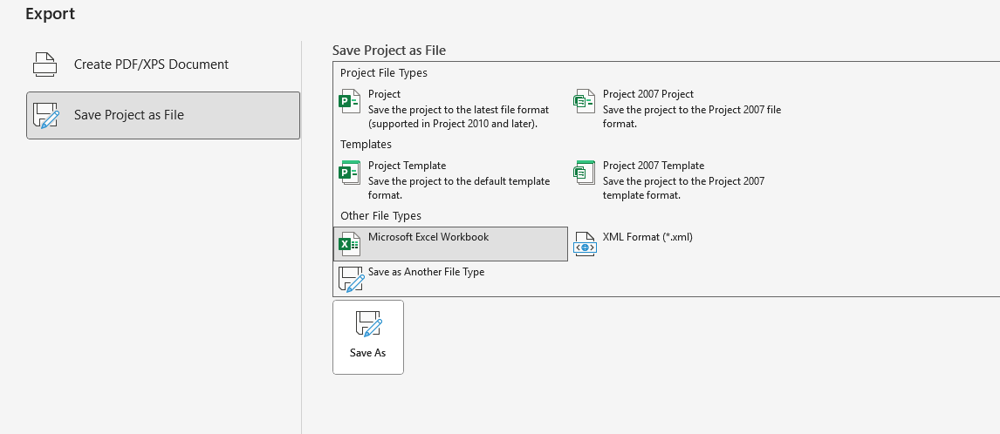 Export
Create PDF/XPS Document
Save Project as File
Save Project as File
Project File Types
Project
Save the project to the latest file format
(supported in Project 2010 and later).
Project 2007 Project
Save the project to the Project 2007 file
format.
Templates
Project Template
Save the project to the default template
format.
Project 2007 Template
Save the project to the Project 2007
template format.
Other File Types
Microsoft Excel Workbook
XML Format (*.xml)
Save as Another File Type
Save As